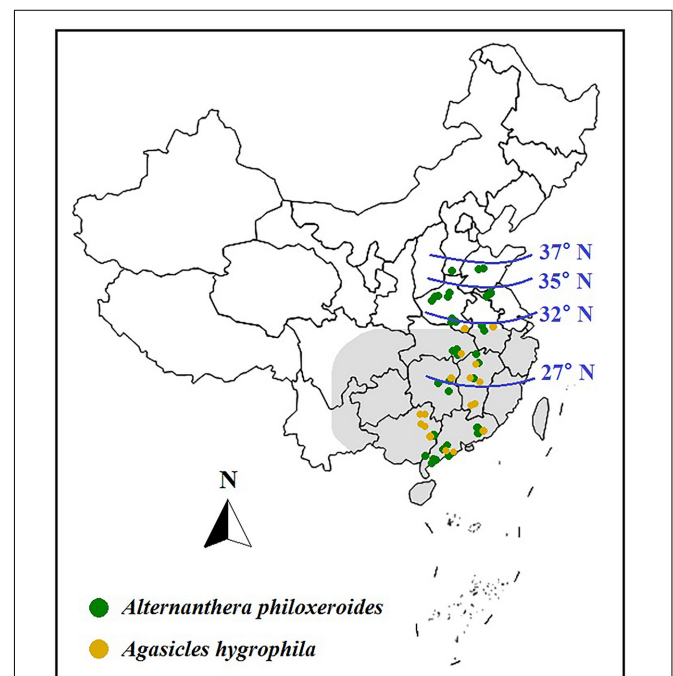 37° N
35° N
32° N
27° N
N
Alternanthera philoxeroides
Agasicles hygrophila